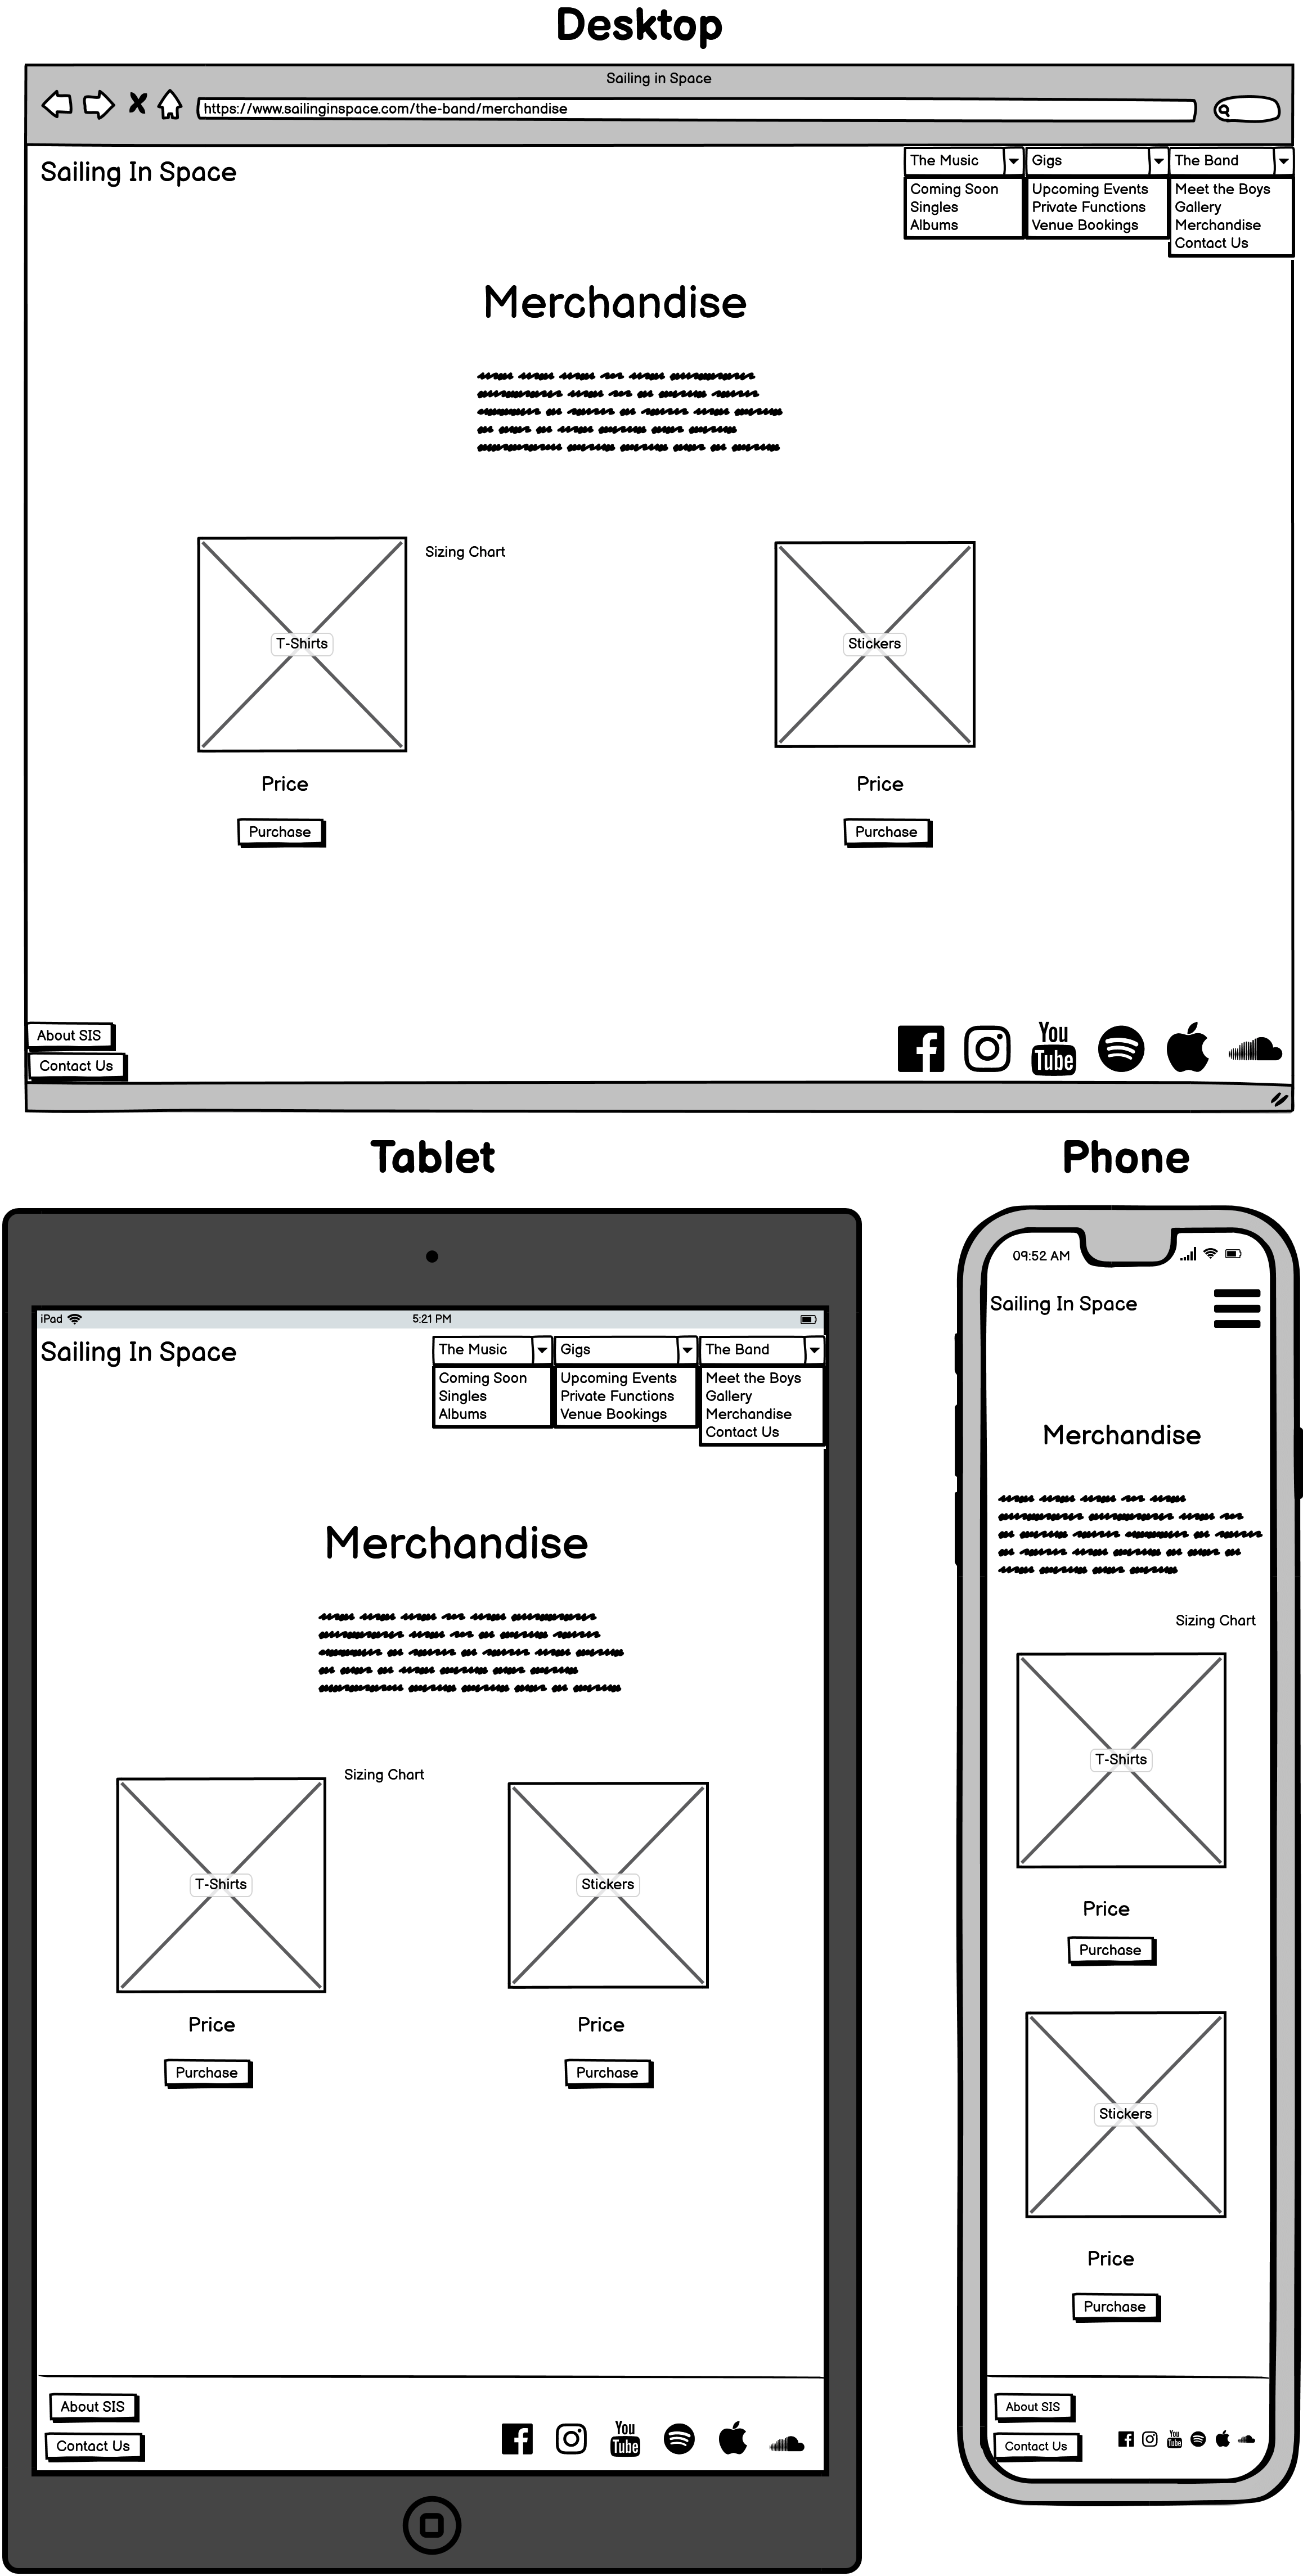 Desktop
Sailing in Space
https://www.sailinginspace.com/the-band/merchandise
Sailing In Space
The Music
Coming Soon
Singles
Albums
Gigs
Upcoming Events
Private Functions
Venue Bookings
The Band
Meet the Boys
Gallery
Merchandise
Contact Us
Merchandise
Sizing Chart
T-Shirts
Price
Purchase
Stickers
Price
Purchase
About SIS
Contact Us
You
Tube
Tablet
iPad
5:21 PM
Sailing In Space
The Music
Coming Soon
Singles
Albums
Gigs
Upcoming Events
Private Functions
Venue Bookings
The Band
Meet the Boys
Gallery
Merchandise
Contact Us
Merchandise
Sizing Chart
T-Shirts
Price
Purchase
Stickers
Price
Purchase
About SIS
Contact Us
You
Tube
Phone
09:52 AM
Sailing In Space
Merchandise
Sizing Chart
T-Shirts
Price
Purchase
Stickers
Price
Purchase
About SIS
Contact Us
You
Tube